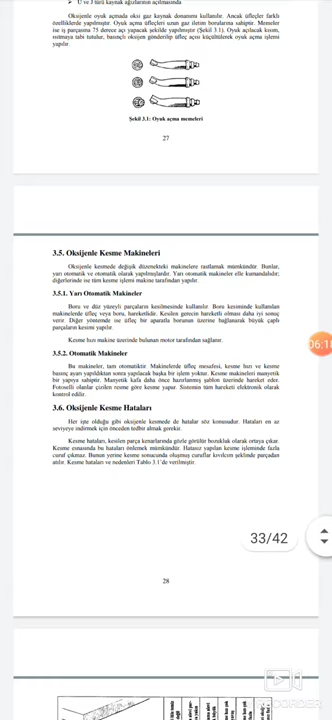 ➤ U ve J türü kaynak ağızlarının açılmasında
Oksijenle oyuk açmada oksi gaz kaynak donanımı kullanılır. Ancak üfleçler farklı
özelliklerde yapılmıştır. Oyuk açma üfleçleri uzun gaz iletim borularına sahiptir. Memeler
ise iş parçasına 75 derece açı yapacak şekilde yapılmıştır (Şekil 3.1). Oyuk açılacak kısım,
ısıtmaya tabi tutulur, basınçlı oksijen gönderilip üfleç açısı küçültülerek oyuk açma işlemi
yapılır.
Şekil 3.1: Oyuk açma memeleri
27
3.5. Oksijenle Kesme Makineleri
Oksijenle kesmede değişik düzenekteki makinelere rastlamak mümkündür. Bunlar,
yarı otomatik ve otomatik olarak yapılmışlardır. Yarı otomatik makineler elle kumandalıdır;
diğerlerinde ise tüm kesme işlemi makine tarafından yapılır.
3.5.1. Yarı Otomatik Makineler
Boru ve düz yüzeyli parçaların kesilmesinde kullanılır. Boru kesiminde kullanılan
makinelerde üfleç veya boru, hareketlidir. Kesilen gerecin hareketli olması daha iyi sonuç
verir. Diğer yöntemde ise üfleç bir aparatla borunun üzerine bağlanarak büyük çaplı
parçaların kesimi yapılır.
Kesme hızı makine üzerinde bulunan motor tarafından sağlanır.
3.5.2. Otomatik Makineler
Bu makineler, tam otomatiktir. Makinelerde üfleç mesafesi, kesme hızı ve kesme
basınç ayarı yapıldıktan sonra yapılacak başka bir işlem yoktur. Kesme makineleri manyetik
bir yapıya sahiptir. Manyetik kafa daha önce hazırlanmış şablon üzerinde hareket eder.
Fotoselli olanlar çizilen resme göre kesme yapar. Sistemin tüm hareketi elektronik olarak
kontrol edilir.
3.6. Oksijenle Kesme Hataları
Her işte olduğu gibi oksijenle kesmede de hatalar söz konusudur. Hataları en az
seviyeye indirmek için önceden tedbir almak gerekir.
Kesme hataları, kesilen parça kenarlarında gözle görülür bozukluk olarak ortaya çıkar.
Kesme esnasında bu hataları önlemek mümkündür. Hatasız yapılan kesme işleminde fazla
curuf çıkmaz. Bunun yerine kesme sonucunda oluşmuş curuflar kıvılcım şeklinde parçadan
atılır. Kesme hataları ve nedenleri Tablo 3.1'de verilmiştir.
33/42
28